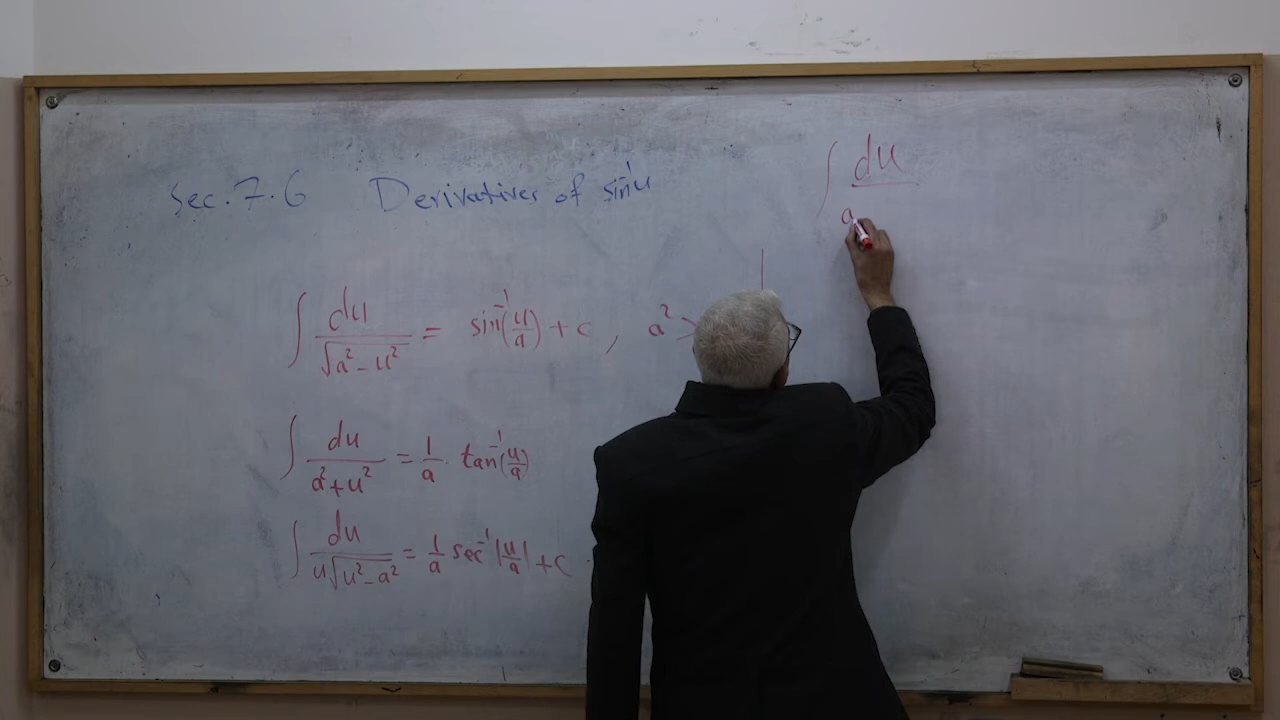 Sec. 7.6 Derivatives of sin⁻¹u
∫ du / √(a² - u²) = sin⁻¹(u/a) + c , a² >
∫ du / (a² + u²) = 1/a · tan⁻¹(u/a)
∫ du / (u√(u² - a²)) = 1/a sec⁻¹|u/a| + c
∫ du / a